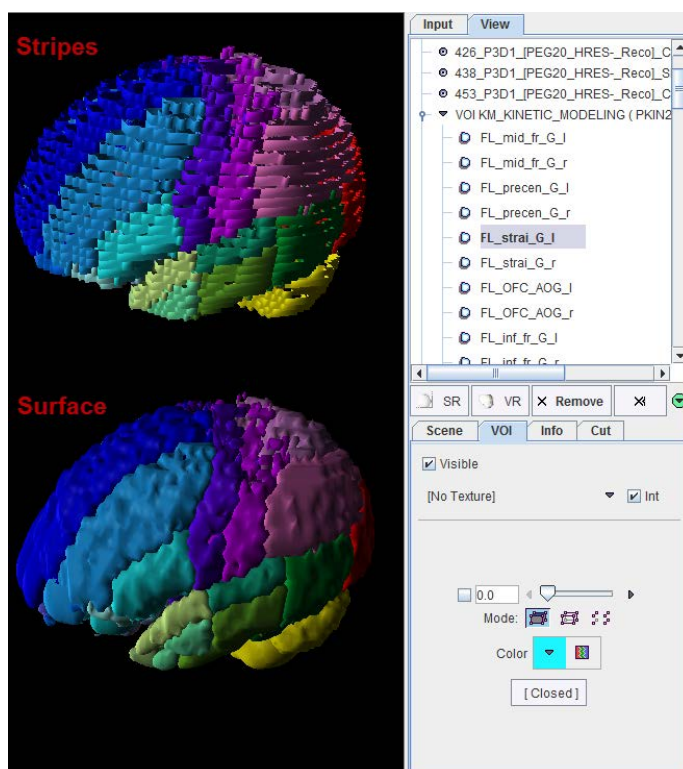 Stripes
Surface
Input View
426_P3D1_[PEG20_HRES-_Reco]_C
438_P3D1_[PEG20_HRES-_Reco]_S
453_P3D1_[PEG20_HRES-_Reco]_C
VOI KM_KINETIC_MODELING ( PKIN2
FL_mid_fr_G_l
FL_mid_fr_G_r
FL_precen_G_l
FL_precen_G_r
FL_strai_G_l
FL_strai_G_r
FL_OFC_AOG_l
FL_OFC_AOG_r
FL_inf_fr_G_l
FL_inf_fr_G_r
SR VR Remove
Scene VOI Info Cut
Visible
[No Texture] Int
0.0
Mode:
Color
[ Closed ]